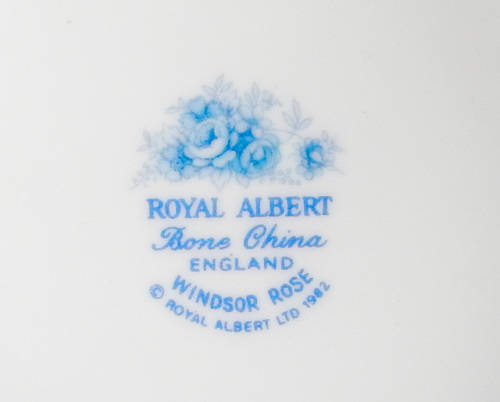 ROYAL ALBERT
Bone China
ENGLAND
WINDSOR ROSE
© ROYAL ALBERT LTD 1982